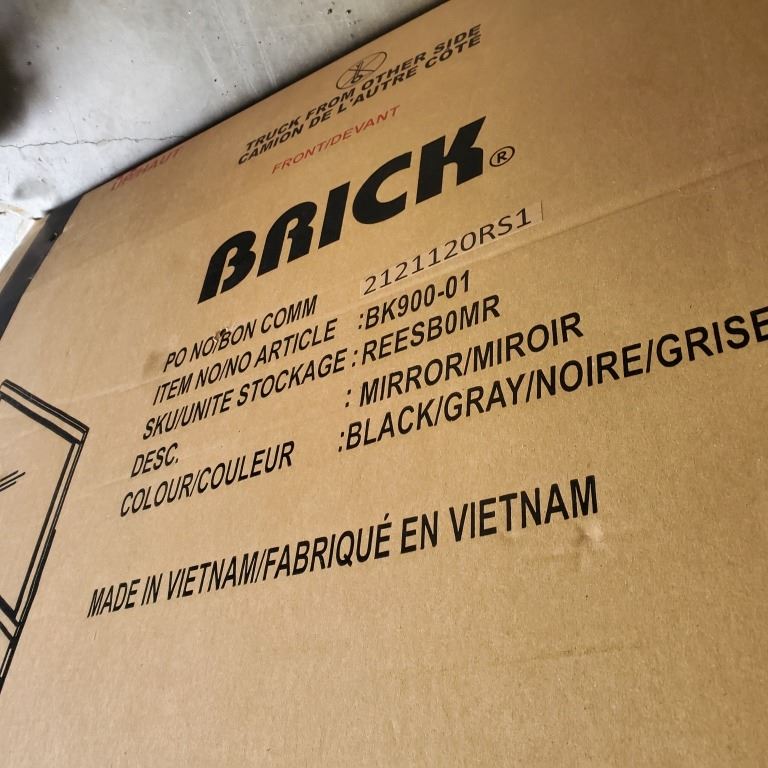 TRUCK FROM OTHER SIDE
CAMION DE L'AUTRE COTE
FRONT/DEVANT
BRICK®
PO NO/BON COMM 2121120RS1
ITEM NO/NO ARTICLE :BK900-01
SKU/UNITE STOCKAGE :REESB0MR
DESC. : MIRROR/MIROIR
COLOUR/COULEUR :BLACK/GRAY/NOIRE/GRISE
MADE IN VIETNAM/FABRIQUÉ EN VIETNAM